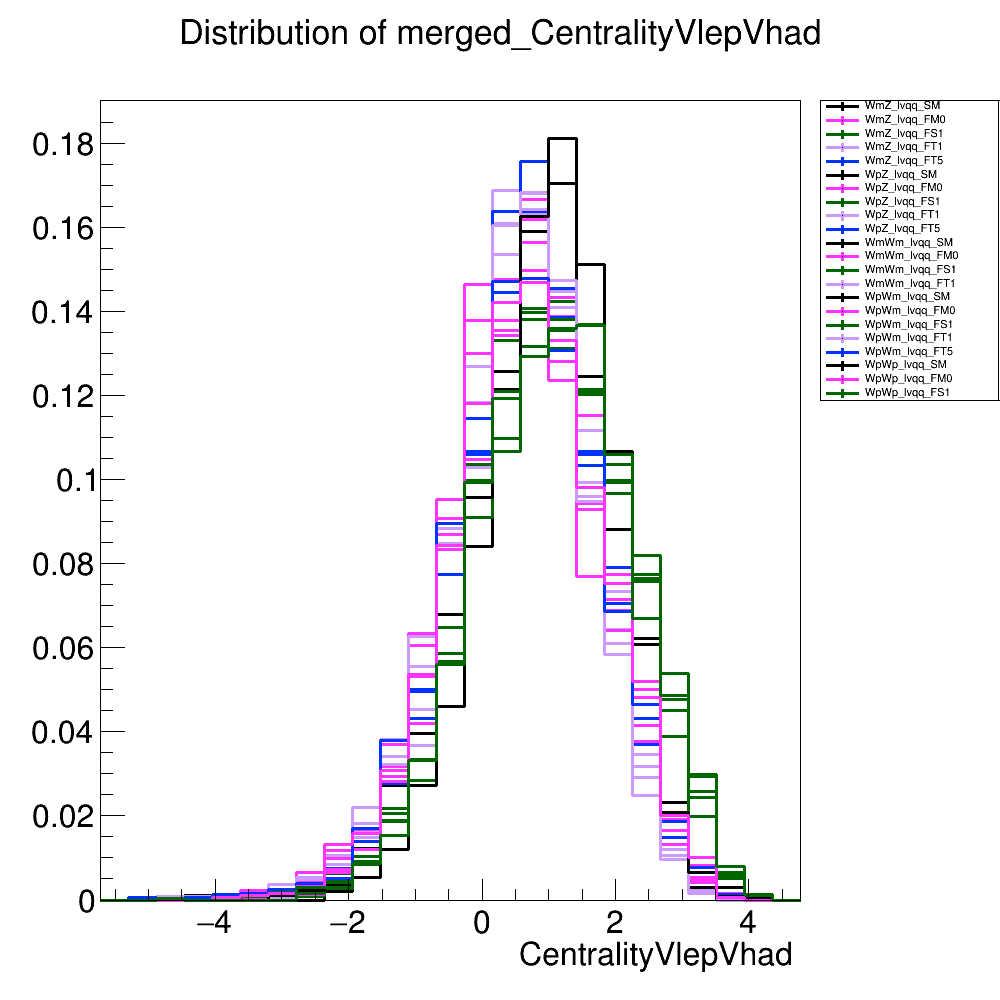 Distribution of merged_CentralityVlepVhad
0.18
0.16
0.14
0.12
0.1
0.08
0.06
0.04
0.02
0
−4 −2 0 2 4
CentralityVlepVhad
WmZ_lvqq_SM
WmZ_lvqq_FM0
WmZ_lvqq_FS1
WmZ_lvqq_FT1
WmZ_lvqq_FT5
WpZ_lvqq_SM
WpZ_lvqq_FM0
WpZ_lvqq_FS1
WpZ_lvqq_FT1
WpZ_lvqq_FT5
WmWm_lvqq_SM
WmWm_lvqq_FM0
WmWm_lvqq_FS1
WmWm_lvqq_FT1
WpWm_lvqq_SM
WpWm_lvqq_FM0
WpWm_lvqq_FS1
WpWm_lvqq_FT1
WpWm_lvqq_FT5
WpWp_lvqq_SM
WpWp_lvqq_FM0
WpWp_lvqq_FS1